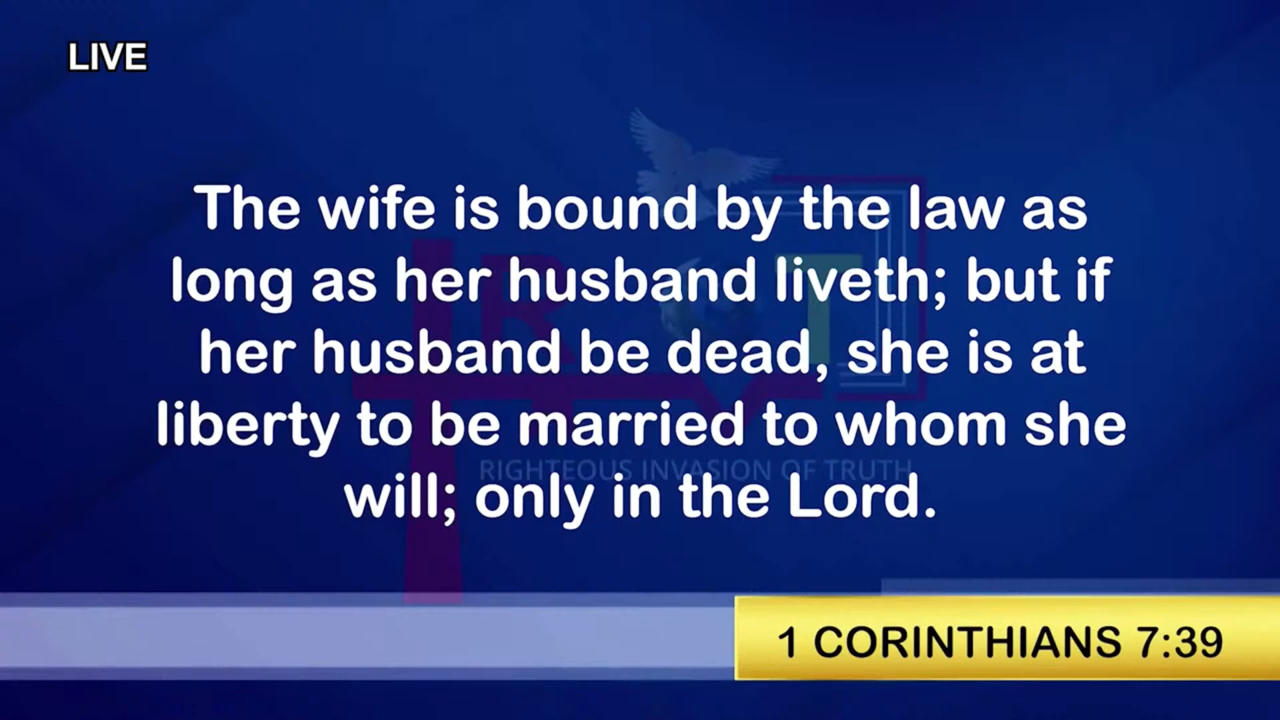 LIVE
The wife is bound by the law as
long as her husband liveth; but if
her husband be dead, she is at
liberty to be married to whom she
will; only in the Lord.
RIGHTEOUS INVASION OF TRUTH
R T
1 CORINTHIANS 7:39